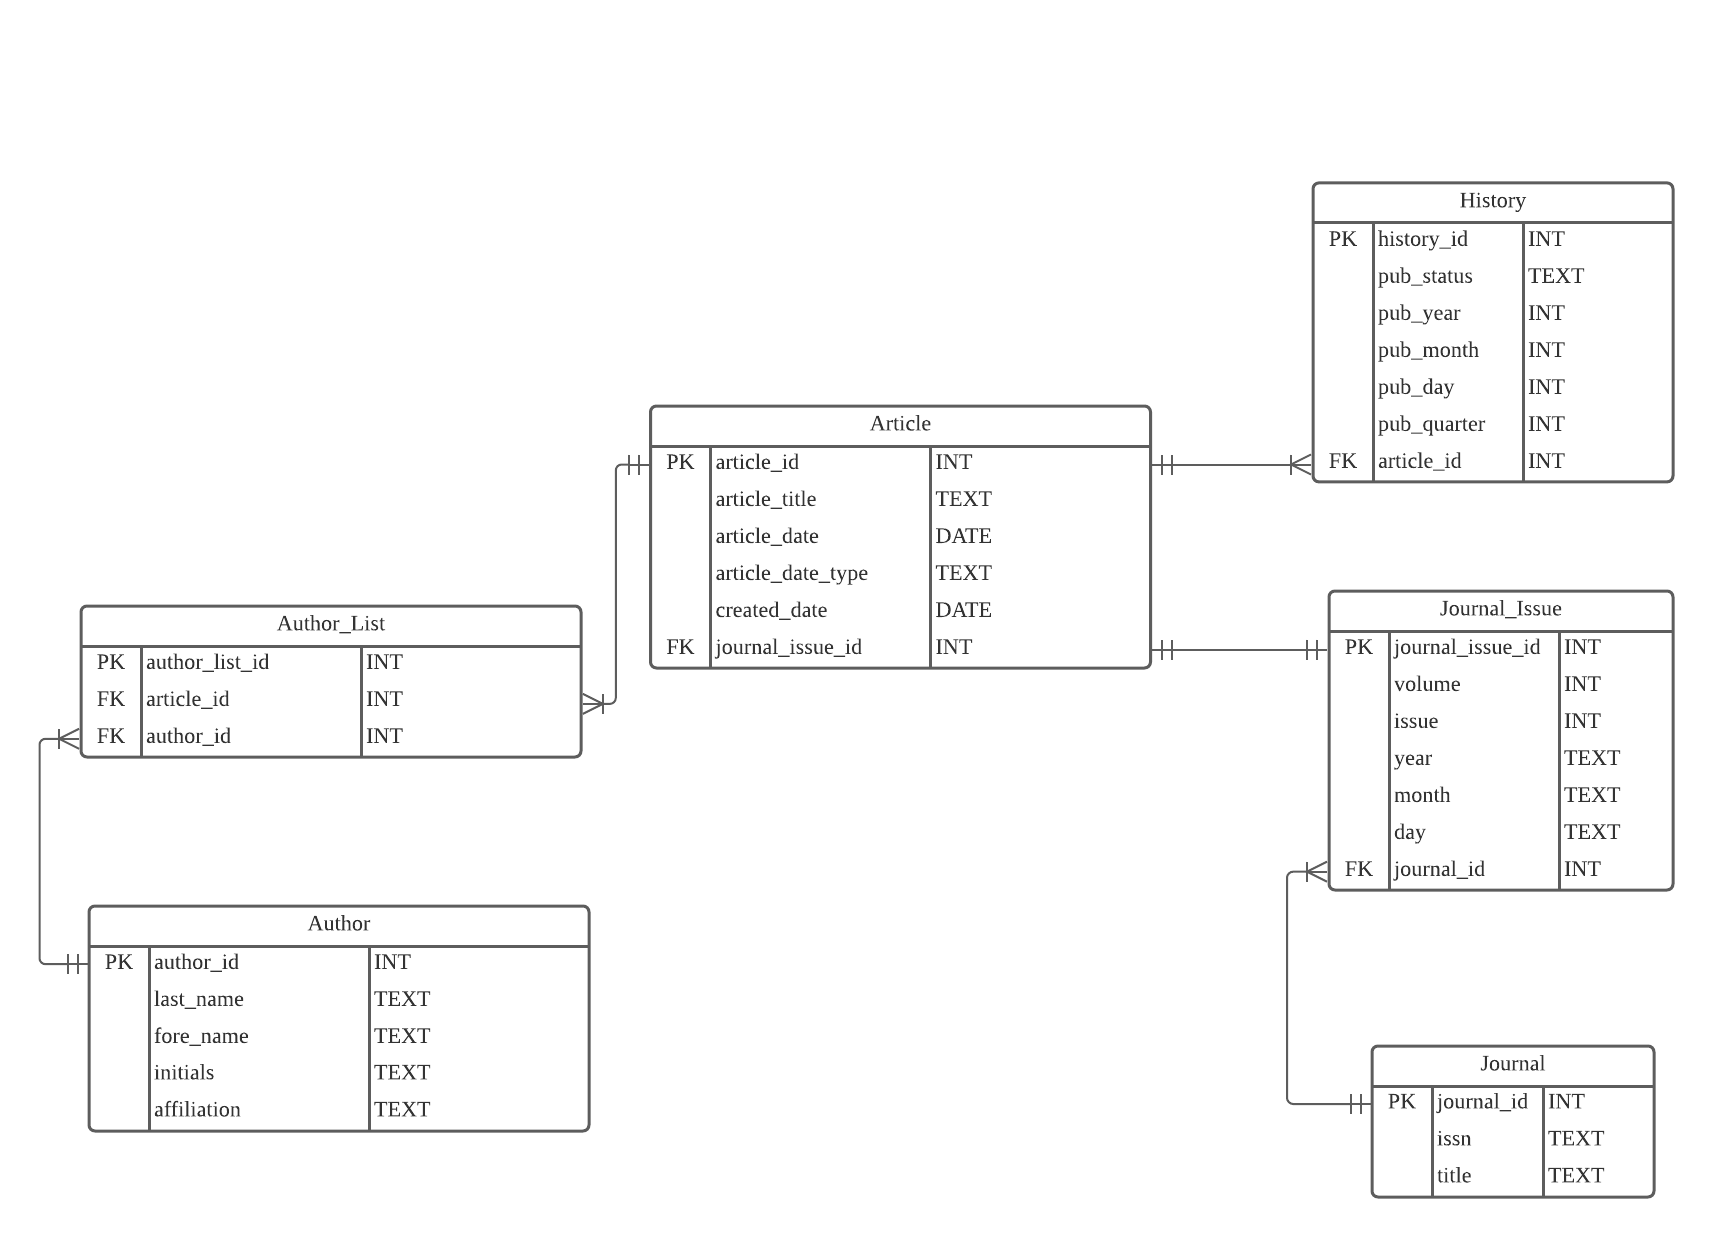 History
PK history_id INT
pub_status TEXT
pub_year INT
pub_month INT
pub_day INT
pub_quarter INT
FK article_id INT
Article
PK article_id INT
article_title TEXT
article_date DATE
article_date_type TEXT
created_date DATE
FK journal_issue_id INT
Author_List
PK author_list_id INT
FK article_id INT
FK author_id INT
Journal_Issue
PK journal_issue_id INT
volume INT
issue INT
year TEXT
month TEXT
day TEXT
FK journal_id INT
Author
PK author_id INT
last_name TEXT
fore_name TEXT
initials TEXT
affiliation TEXT
Journal
PK journal_id INT
issn TEXT
title TEXT